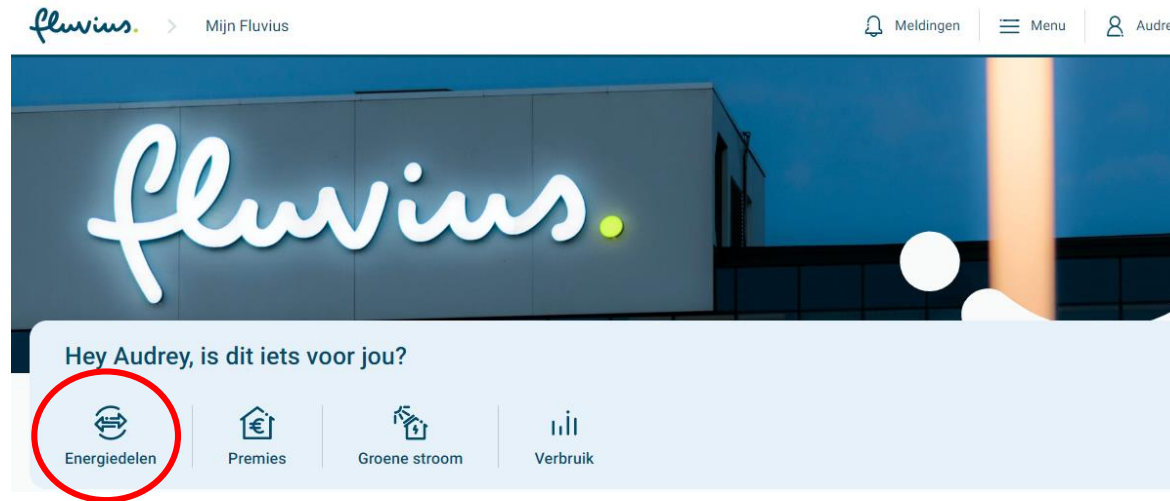 fluvius. > Mijn Fluvius Meldingen Menu Audre
fluvius.
Hey Audrey, is dit iets voor jou?
Energiedelen Premies Groene stroom Verbruik